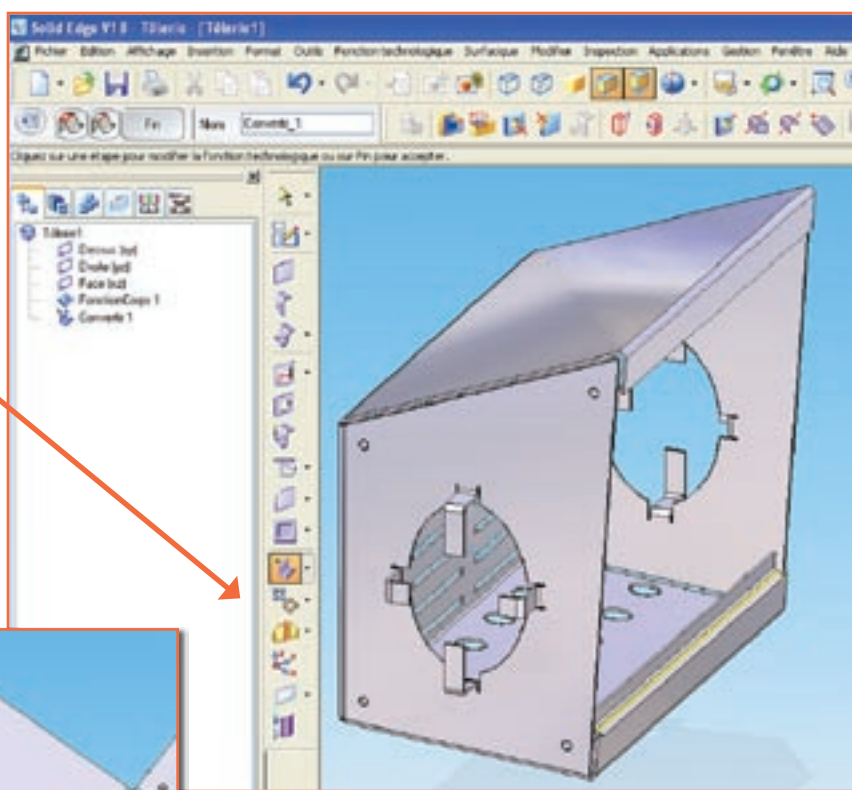 Solid Edge V18 - Tôlerie - [Tôlerie1]
Fichier Edition Affichage Insertion Format Outils Fonction technologique Surfacique Modifier Inspection Applications Gestion Fenêtre Aide
Fin Nom Convertir_1
Cliquez sur une étape pour modifier la fonction technologique ou sur Fin pour accepter.
Tôlerie1
Dessus (xy)
Droite (yz)
Face (xz)
FonctionCorps 1
Convertir 1